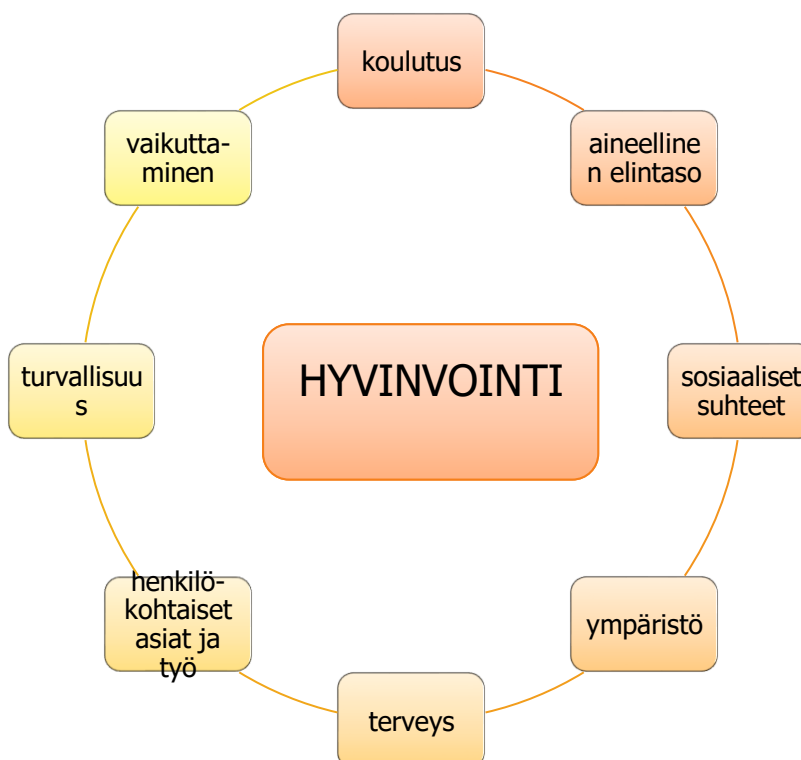 koulutus
aineelline
n elintaso
sosiaaliset
suhteet
ympäristö
terveys
henkilö-
kohtaiset
asiat ja
työ
turvallisuu
s
vaikutta-
minen
HYVINVOINTI